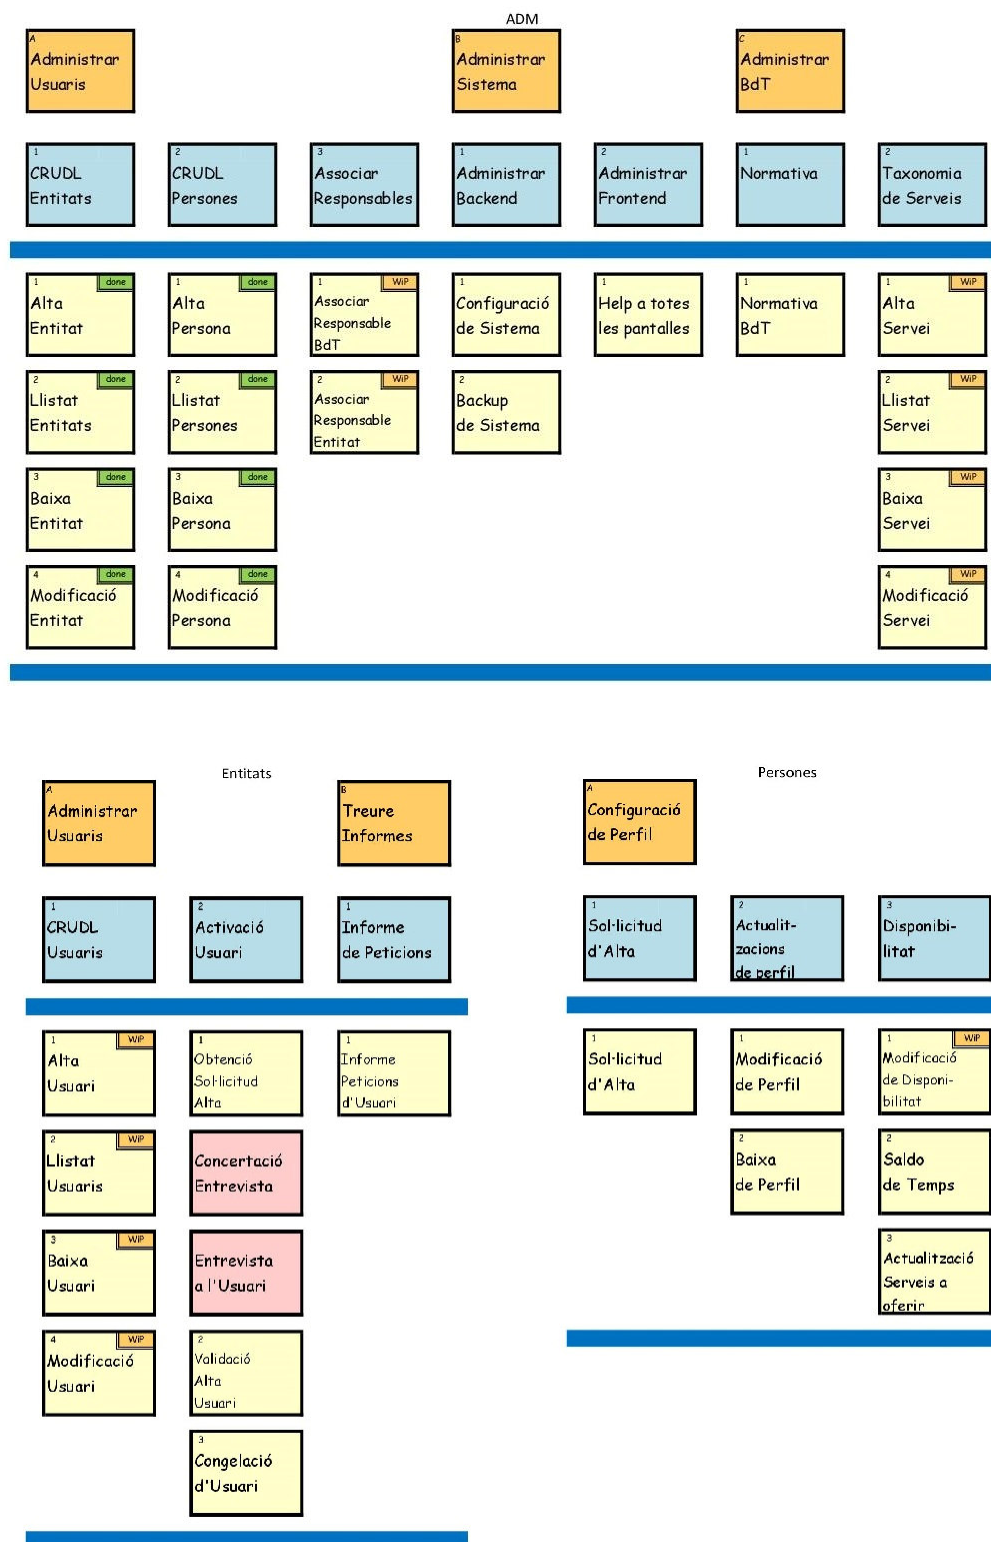 ADM
A
Administrar
Usuaris
B
Administrar
Sistema
C
Administrar
BdT
1
CRUDL
Entitats
2
CRUDL
Persones
3
Associar
Responsables
1
Administrar
Backend
2
Administrar
Frontend
1
Normativa
2
Taxonomia
de Serveis
1 done
Alta
Entitat
1 done
Alta
Persona
1 WiP
Associar
Responsable
BdT
1
Configuració
de Sistema
1
Help a totes
les pantalles
1
Normativa
BdT
1 WiP
Alta
Servei
2 done
Llistat
Entitats
2 done
Llistat
Persones
2 WiP
Associar
Responsable
Entitat
2
Backup
de Sistema
2 WiP
Llistat
Servei
3 done
Baixa
Entitat
3 done
Baixa
Persona
3 WiP
Baixa
Servei
4 done
Modificació
Entitat
4 done
Modificació
Persona
4 WiP
Modificació
Servei
Entitats
A
Administrar
Usuaris
B
Treure
Informes
1
CRUDL
Usuaris
2
Activació
Usuari
1
Informe
de Peticions
1 WiP
Alta
Usuari
1
Obtenció
Sol·licitud
Alta
1
Informe
Peticions
d'Usuari
2 WiP
Llistat
Usuaris
Concertació
Entrevista
3 WiP
Baixa
Usuari
Entrevista
a l'Usuari
4 WiP
Modificació
Usuari
2
Validació
Alta
Usuari
3
Congelació
d'Usuari
Persones
A
Configuració
de Perfil
1
Sol·licitud
d'Alta
2
Actualit-
zacions
de perfil
3
Disponibi-
litat
1
Sol·licitud
d'Alta
1
Modificació
de Perfil
1 WiP
Modificació
de Disponi-
bilitat
2
Baixa
de Perfil
2
Saldo
de Temps
3
Actualització
Serveis a
oferir